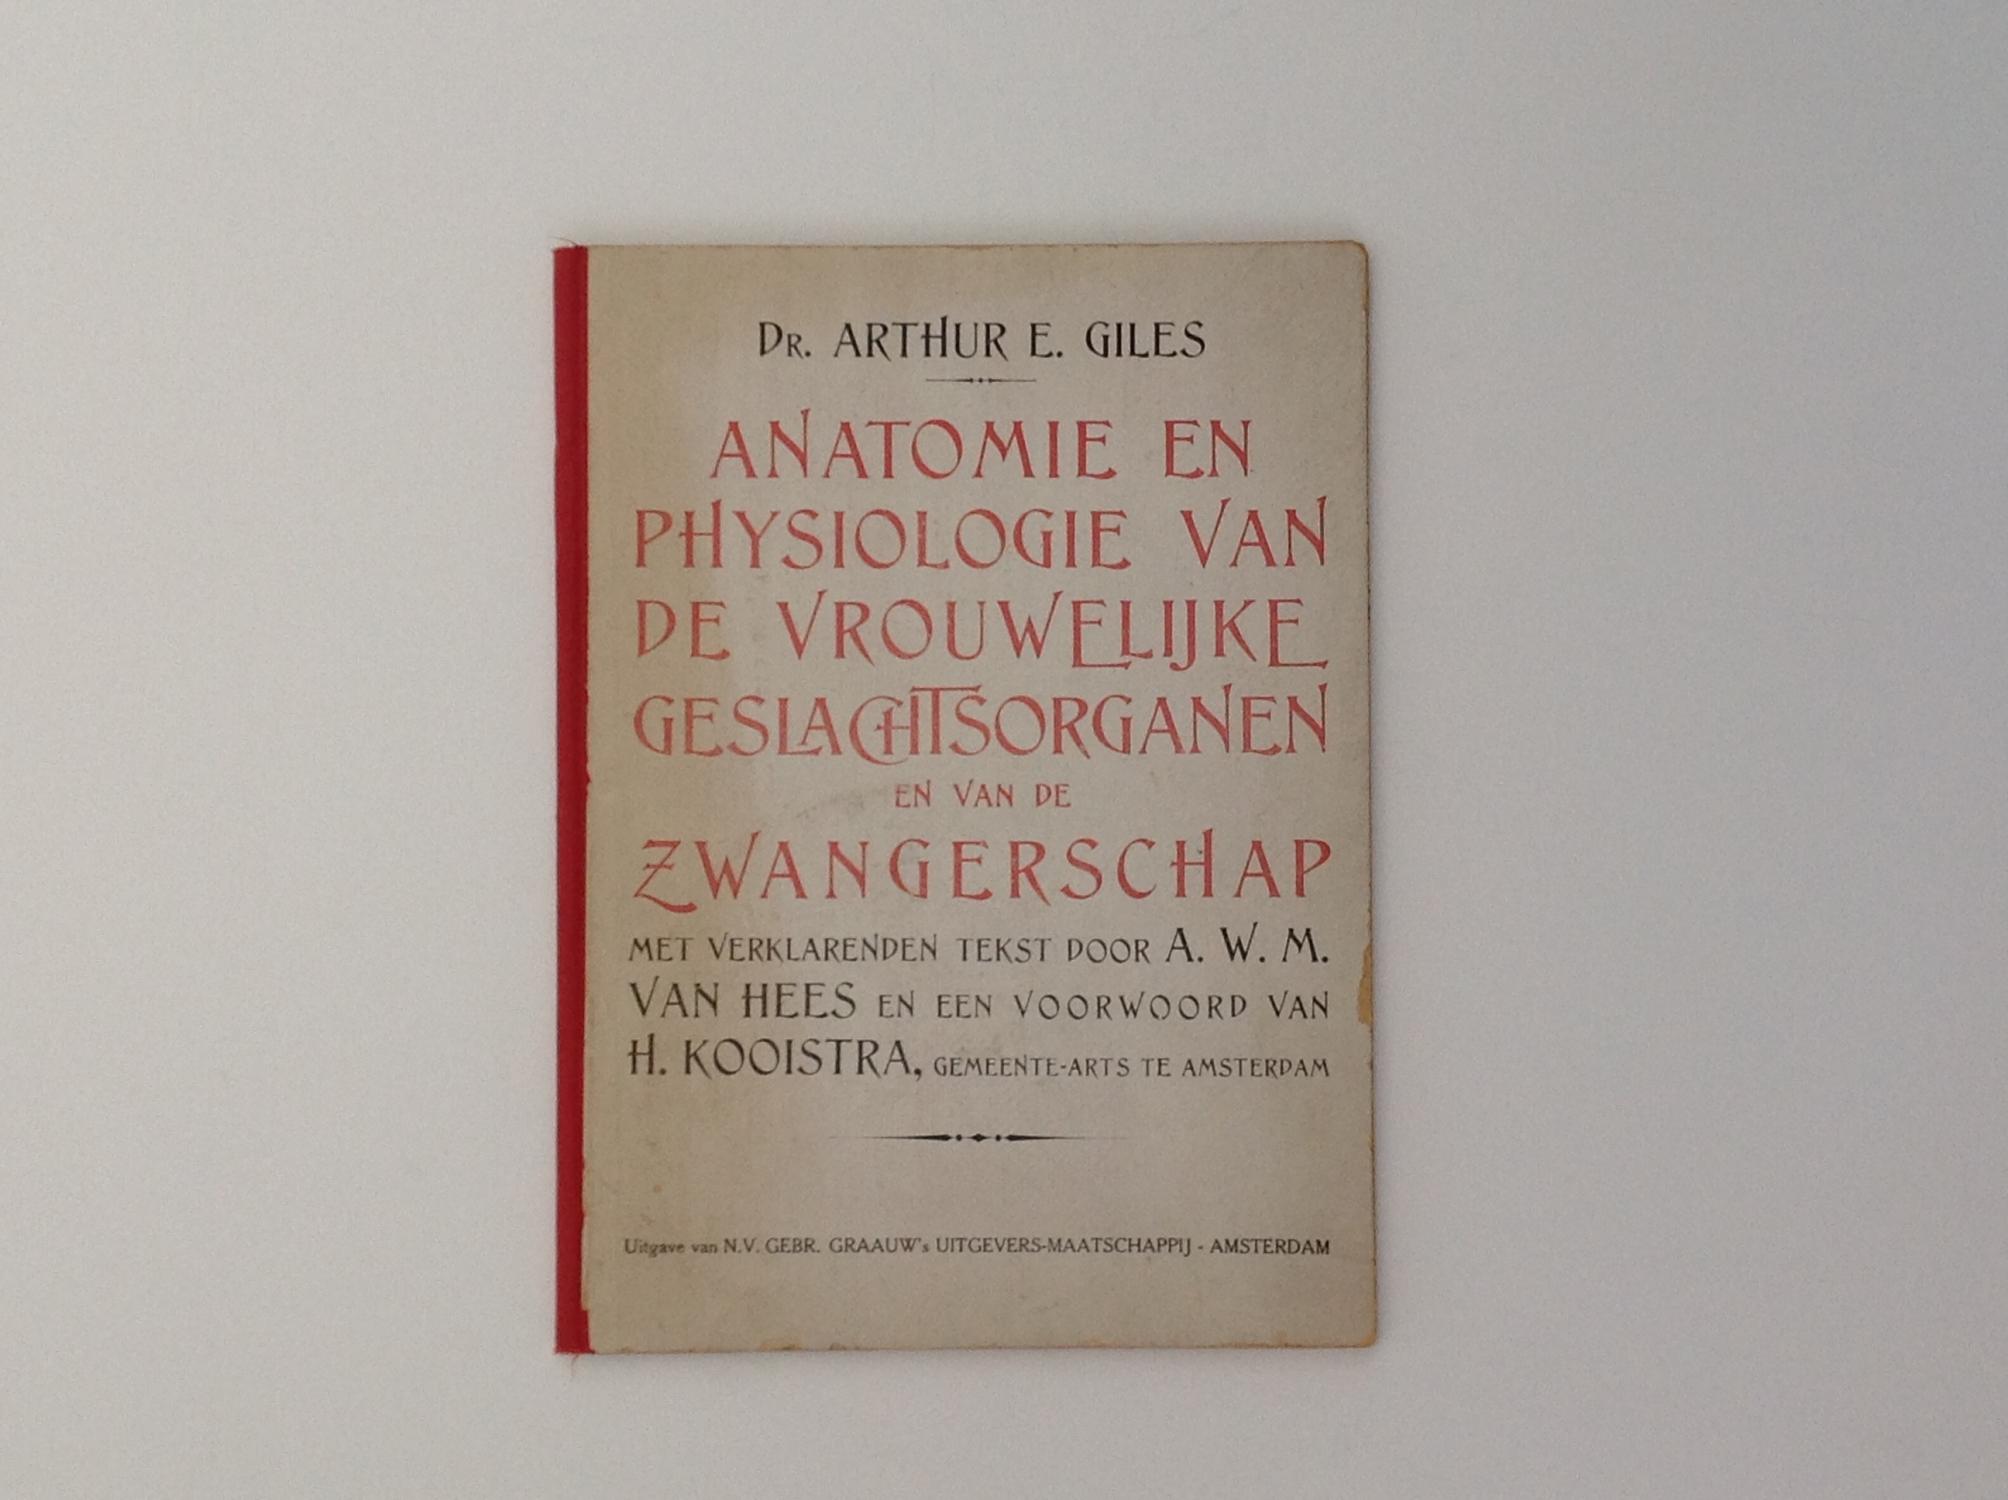 DR. ARTHUR E. GILES
ANATOMIE EN
PHYSIOLOGIE VAN
DE VROUWELIJKE
GESLACHTSORGANEN
EN VAN DE
ZWANGERSCHAP
MET VERKLARENDEN TEKST DOOR A. W. M.
VAN HEES EN EEN VOORWOORD VAN
H. KOOISTRA, GEMEENTE-ARTS TE AMSTERDAM
Uitgave van N.V. GEBR. GRAAUW's UITGEVERS-MAATSCHAPPIJ - AMSTERDAM